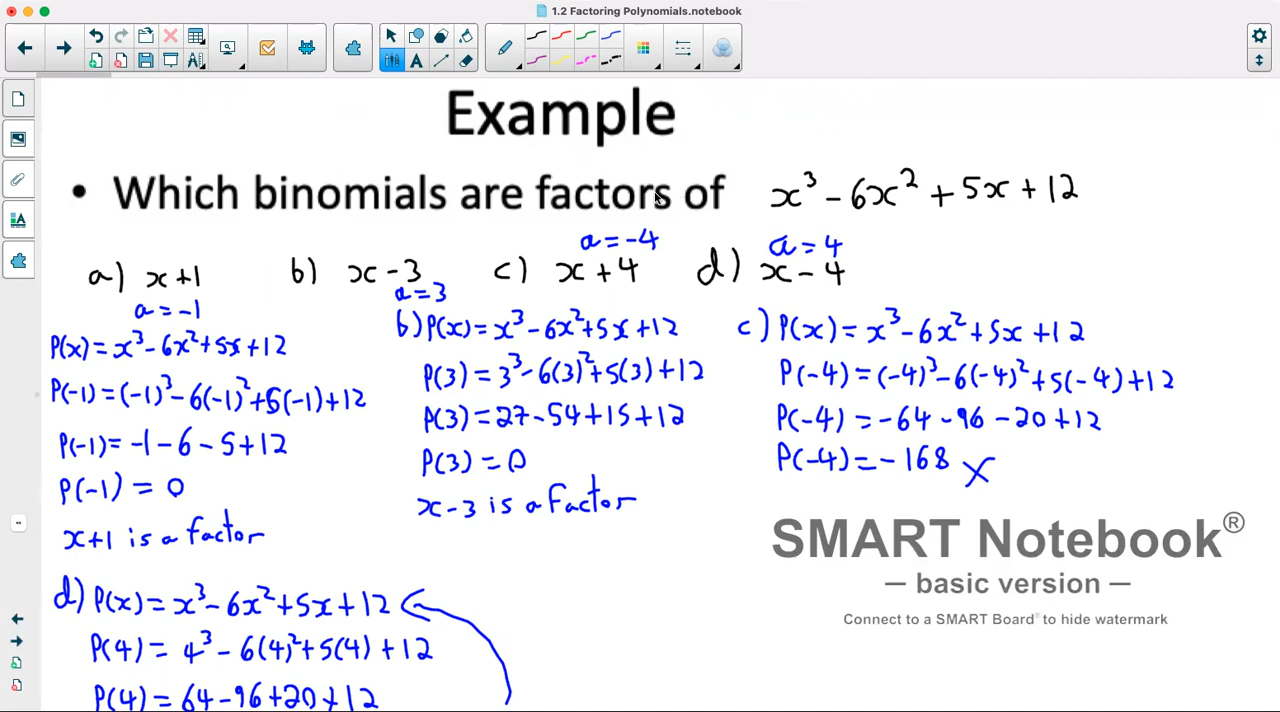 1.2 Factoring Polynomials.notebook
Example
• Which binomials are factors of x³ - 6x² + 5x + 12
a) x+1 b) x-3 c) x+4 d) x-4
a=-1 a=3 a=-4 a=4
P(x)=x³-6x²+5x+12
P(-1)=(-1)³-6(-1)²+5(-1)+12
P(-1)=-1-6-5+12
P(-1)=0
x+1 is a factor
b) P(x)=x³-6x²+5x+12
P(3)=3³-6(3)²+5(3)+12
P(3)=27-54+15+12
P(3)=0
x-3 is a factor
c) P(x)=x³-6x²+5x+12
P(-4)=(-4)³-6(-4)²+5(-4)+12
P(-4)=-64-96-20+12
P(-4)=-168 X
d) P(x)=x³-6x²+5x+12
P(4)=4³-6(4)²+5(4)+12
P(4)=64-96+20+12
SMART Notebook®
— basic version —
Connect to a SMART Board® to hide watermark